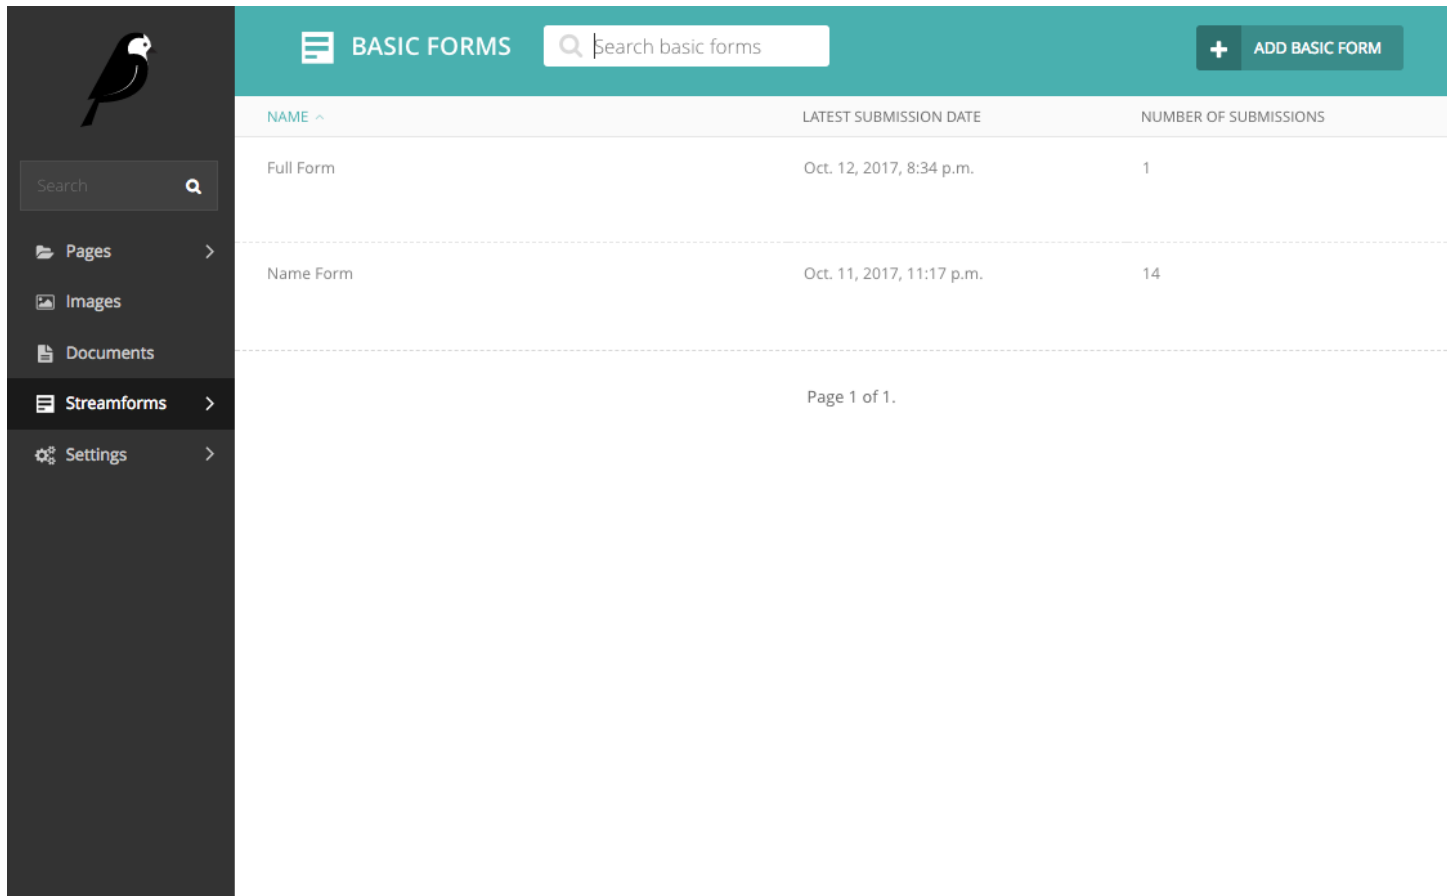 BASIC FORMS
Search basic forms
ADD BASIC FORM
Search
Pages
Images
Documents
Streamforms
Settings
NAME LATEST SUBMISSION DATE NUMBER OF SUBMISSIONS
Full Form Oct. 12, 2017, 8:34 p.m. 1
Name Form Oct. 11, 2017, 11:17 p.m. 14
Page 1 of 1.